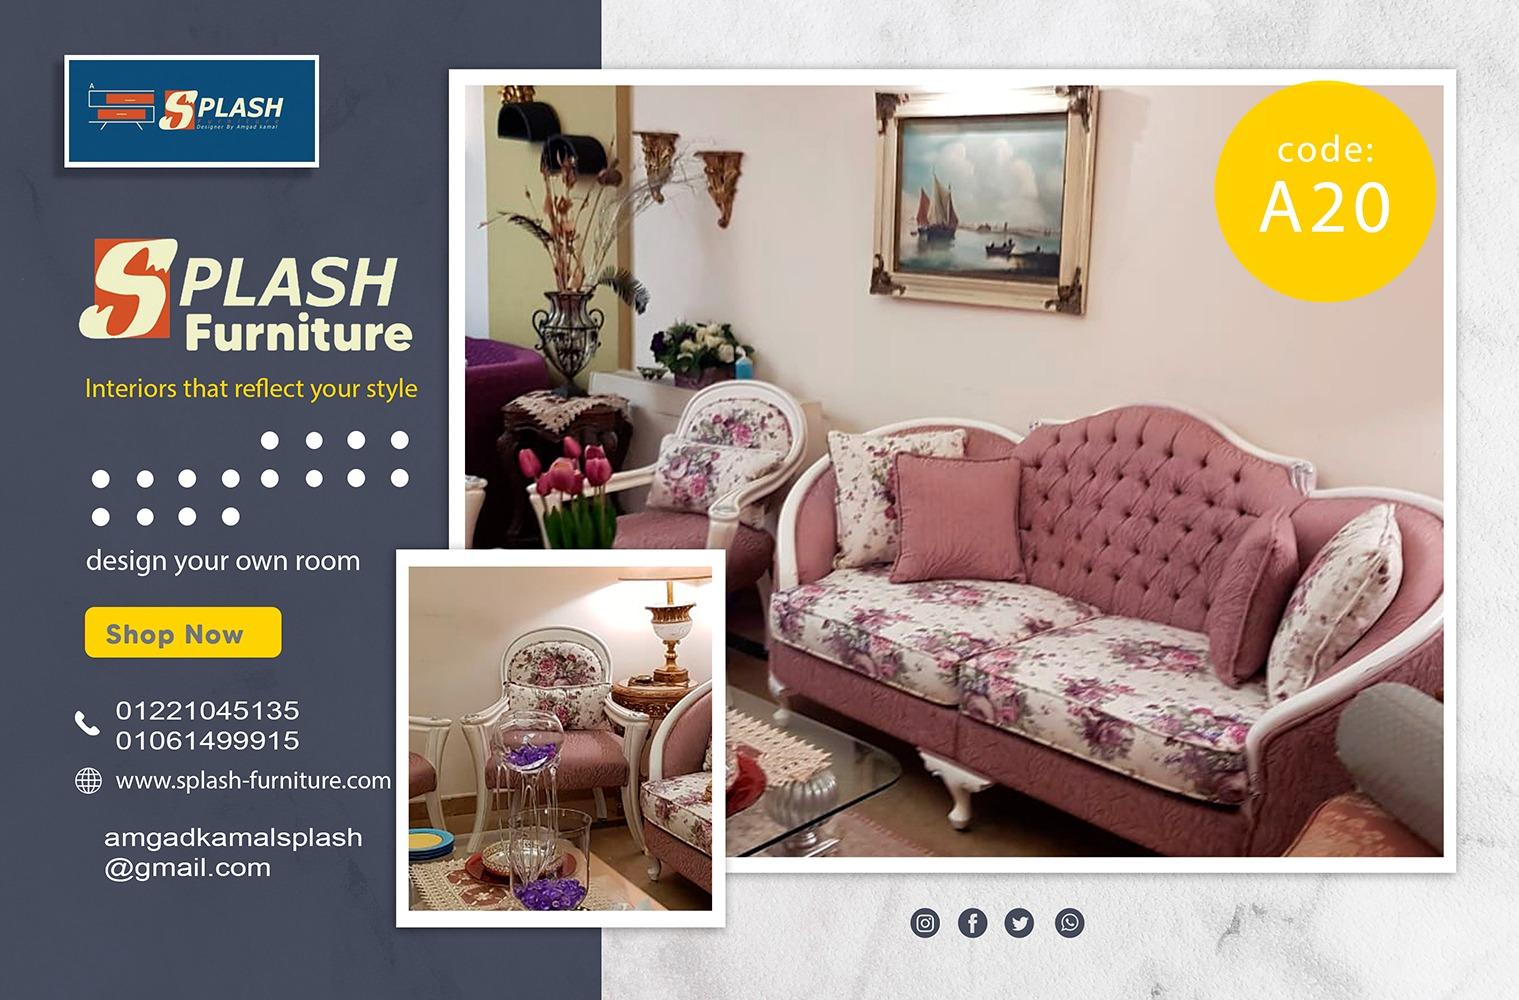 A
SPLASH
Furniture
Designer By Amgad kamal
SPLASH
Furniture
Interiors that reflect your style
design your own room
Shop Now
01221045135
01061499915
www.splash-furniture.com
amgadkamalsplash
@gmail.com
code:
A20